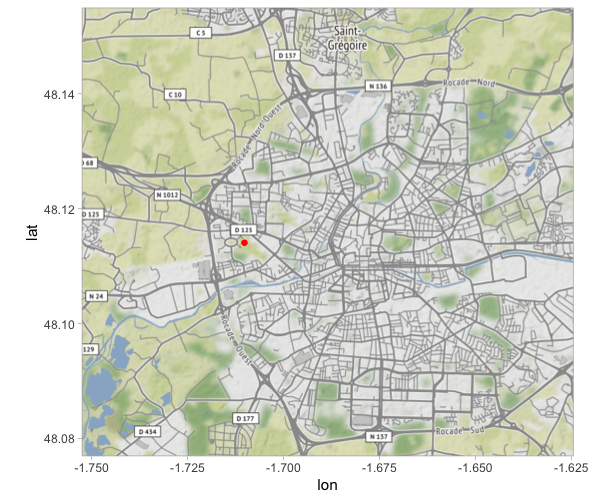 C 5
Saint-
Grégoire
D 137
N 136
Rocade Nord
48.14
C 10
Rocade Nord-Ouest
68
N 1012
48.12
D 125
D 125
lat
N 24
48.10
Rocade Ouest
129
D 177
D 434
Rocade Sud
N 137
48.08
-1.750
-1.725
-1.700
-1.675
-1.650
-1.625
lon